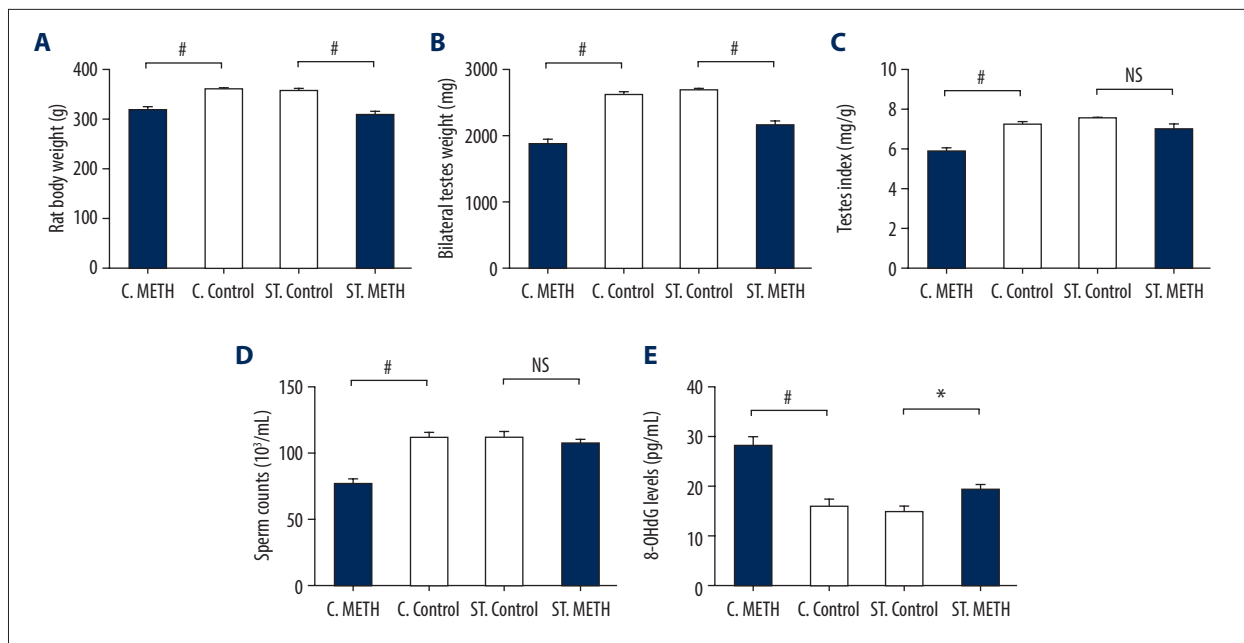 A
# #
Rat body weight (g)
400
300
200
100
0
C. METH C. Control ST. Control ST. METH
B
# #
Bilateral testes weight (mg)
3000
2000
1000
0
C. METH C. Control ST. Control ST. METH
C
# NS
Testes index (mg/g)
10
8
6
4
2
0
C. METH C. Control ST. Control ST. METH
D
# NS
Sperm counts (10³/mL)
150
100
50
0
C. METH C. Control ST. Control ST. METH
E
# *
8-OHdG levels (pg/mL)
40
30
20
10
0
C. METH C. Control ST. Control ST. METH